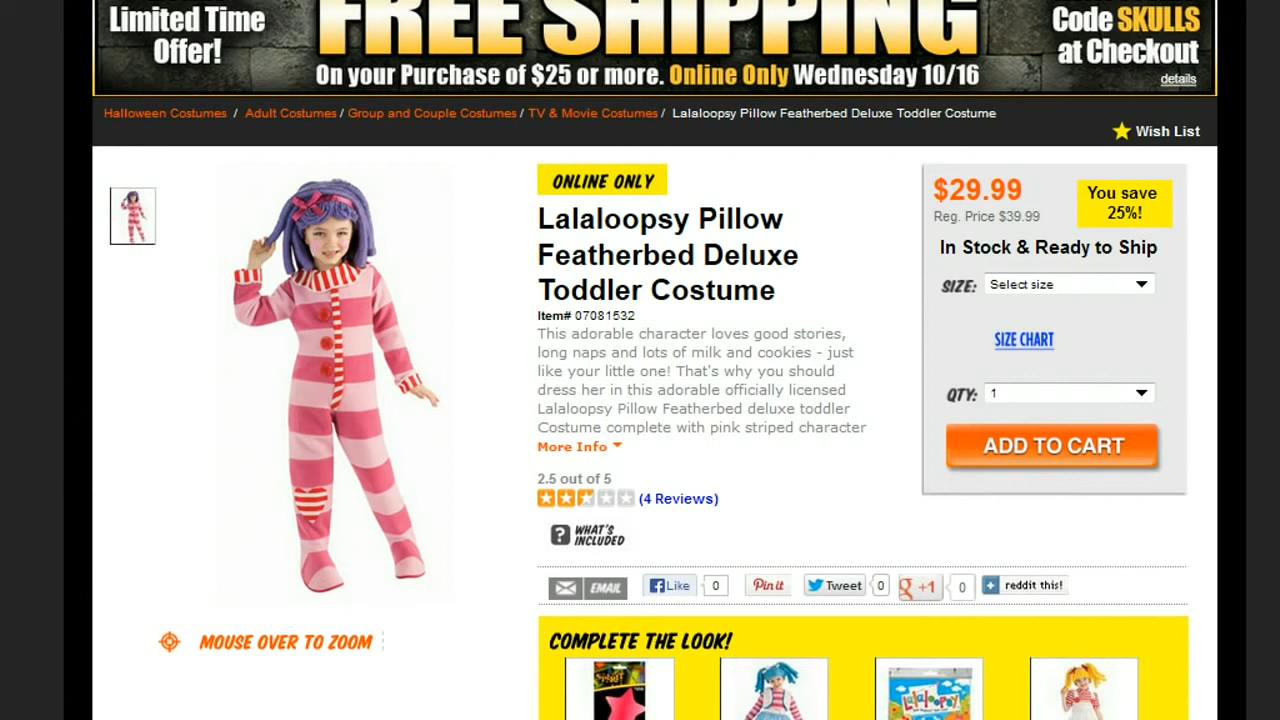 Limited Time
Offer!
FREE SHIPPING
On your Purchase of $25 or more. Online Only Wednesday 10/16
Code SKULLS
at Checkout
details
Halloween Costumes / Adult Costumes / Group and Couple Costumes / TV & Movie Costumes / Lalaloopsy Pillow Featherbed Deluxe Toddler Costume
Wish List
ONLINE ONLY
Lalaloopsy Pillow
Featherbed Deluxe
Toddler Costume
Item# 07081532
This adorable character loves good stories,
long naps and lots of milk and cookies - just
like your little one! That's why you should
dress her in this adorable officially licensed
Lalaloopsy Pillow Featherbed deluxe toddler
Costume complete with pink striped character
More Info
2.5 out of 5
(4 Reviews)
? WHAT'S
INCLUDED
$29.99
Reg. Price $39.99
You save
25%!
In Stock & Ready to Ship
SIZE: Select size
SIZE CHART
QTY: 1
ADD TO CART
EMAIL
Like 0
Pin it
Tweet 0
g +1 0
reddit this!
MOUSE OVER TO ZOOM
COMPLETE THE LOOK!
Lalaloopsy